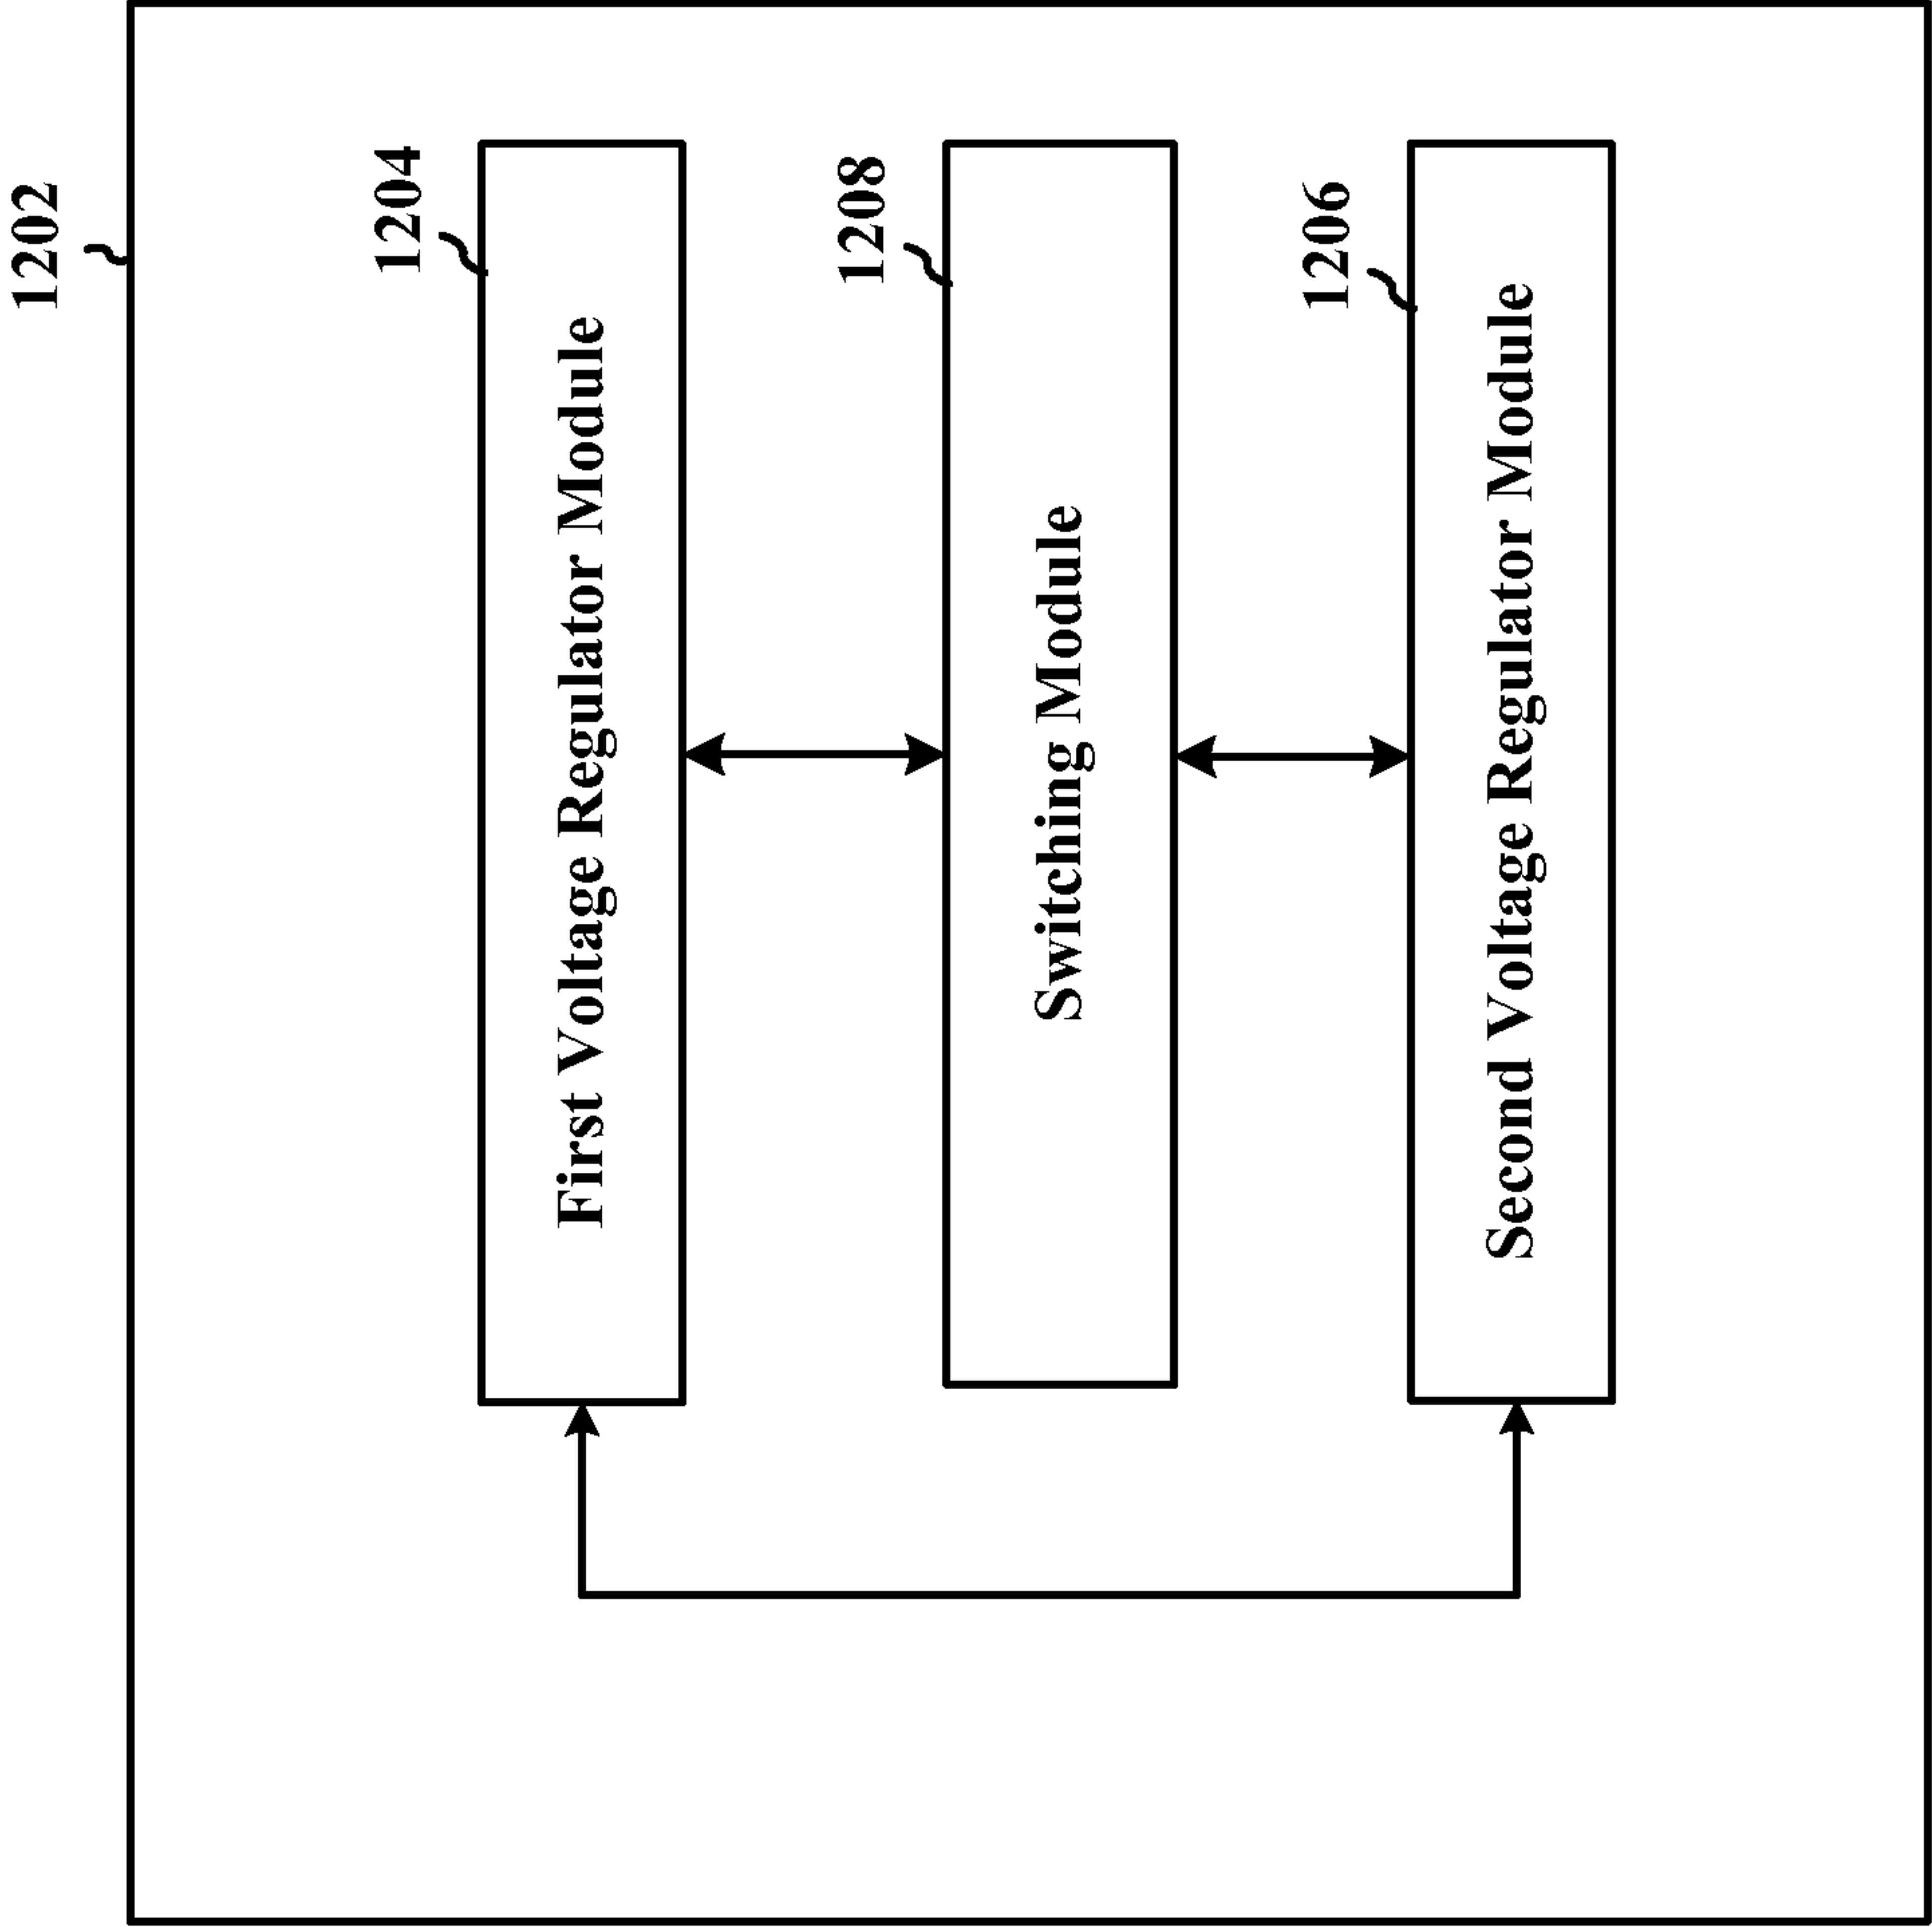 1202
1204
First Voltage Regulator Module
1208
Switching Module
1206
Second Voltage Regulator Module